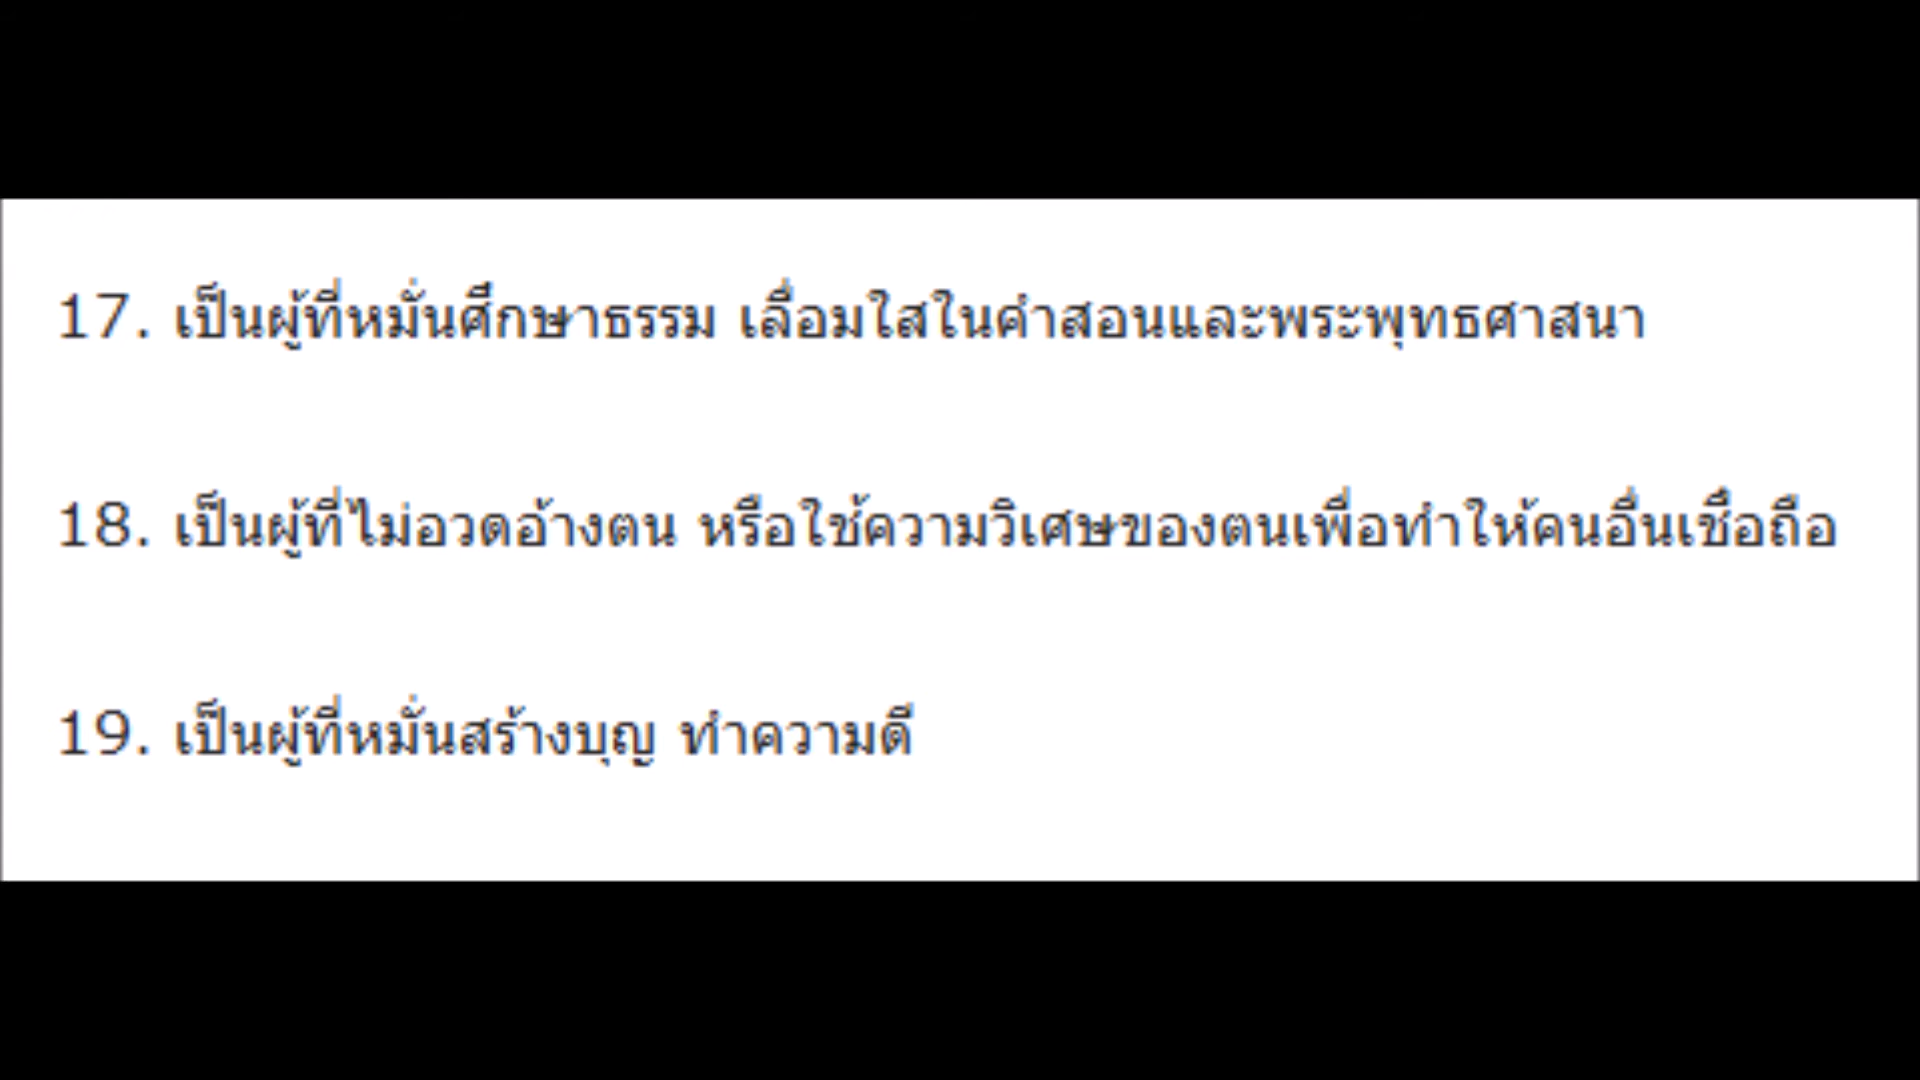 17. เป็นผู้ที่หมั่นศึกษาธรรม เลื่อมใสในคำสอนและพระพุทธศาสนา
18. เป็นผู้ที่ไม่อวดอ้างตน หรือใช้ความวิเศษของตนเพื่อทำให้คนอื่นเชื่อถือ
19. เป็นผู้ที่หมั่นสร้างบุญ ทำความดี